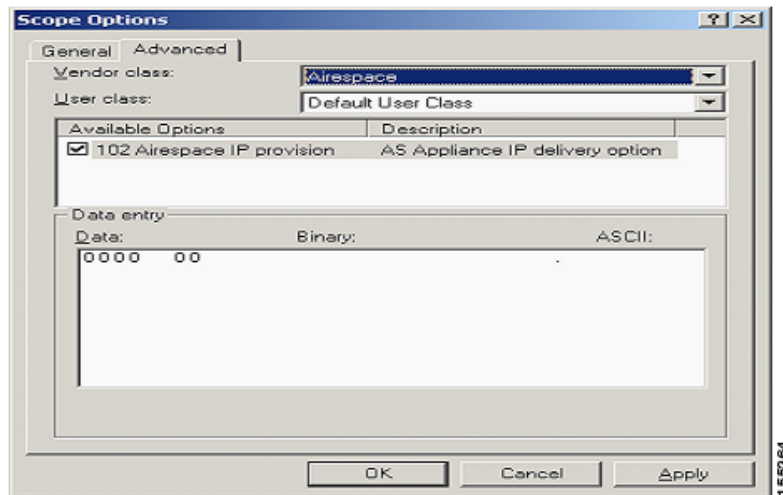 Scope Options
General Advanced
Vendor class: Airespace
User class: Default User Class
Available Options Description
102 Airespace IP provision AS Appliance IP delivery option
Data entry
Data: Binary: ASCII:
0000 00 .
OK Cancel Apply